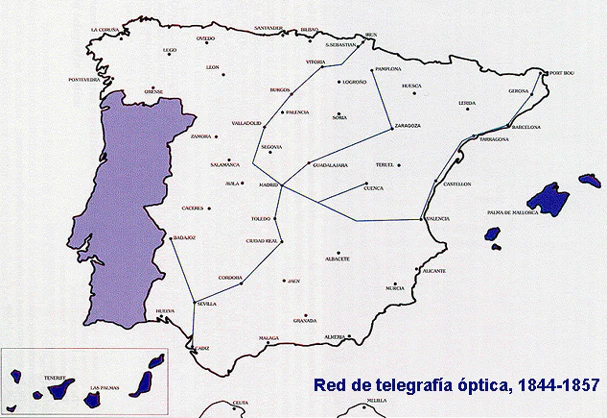 LA CORUÑA
SANTANDER
BILBAO
IRUN
OVIEDO
S.SEBASTIAN
LUGO
VITORIA
PAMPLONA
PORT BOU
LEON
PONTEVEDRA
LOGROÑO
HUESCA
ORENSE
BURGOS
GERONA
PALENCIA
SORIA
LERIDA
VALLADOLID
ZARAGOZA
BARCELONA
ZAMORA
TARRAGONA
SEGOVIA
SALAMANCA
GUADALAJARA
TERUEL
AVILA
MADRID
CUENCA
CASTELLON
CACERES
PALMA DE MALLORCA
TOLEDO
VALENCIA
BADAJOZ
CIUDAD REAL
ALBACETE
ALICANTE
CORDOBA
JAEN
MURCIA
SEVILLA
HUELVA
GRANADA
MALAGA
ALMERIA
CADIZ
TENERIFE
LAS PALMAS
Red de telegrafía óptica, 1844-1857
CEUTA
MELILLA